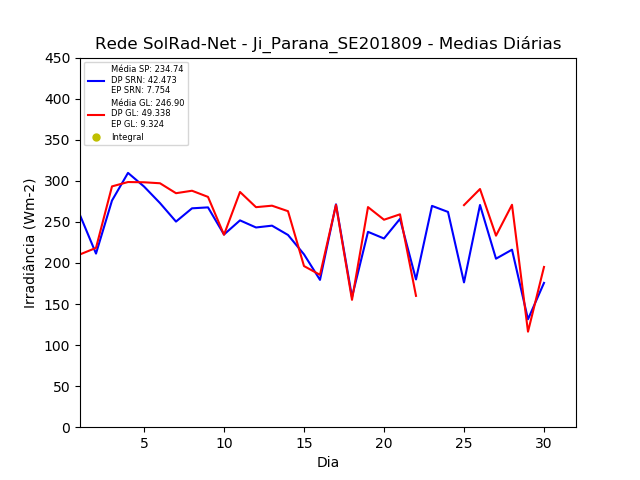 Rede SolRad-Net - Ji_Parana_SE201809 - Medias Diárias
Média SP: 234.74
DP SRN: 42.473
EP SRN: 7.754
Média GL: 246.90
DP GL: 49.338
EP GL: 9.324
Integral
450
400
350
300
250
200
150
100
50
0
Irradiância (Wm-2)
5 10 15 20 25 30
Dia